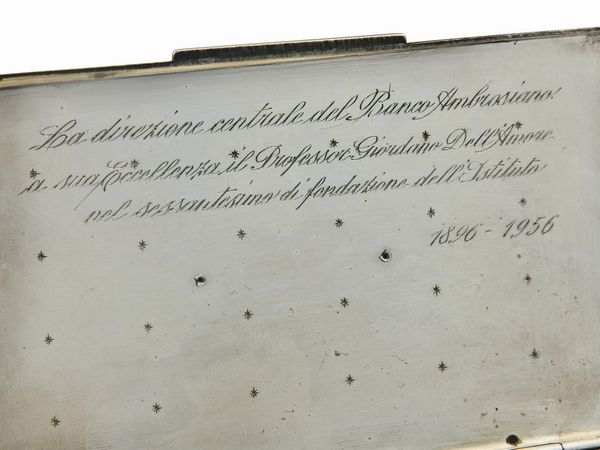 La direzione centrale del Banco Ambrosiano
a sua Eccellenza il Professor Giordano Dell'Amore
nel sessantesimo di fondazione dell'Istituto
1896 - 1956